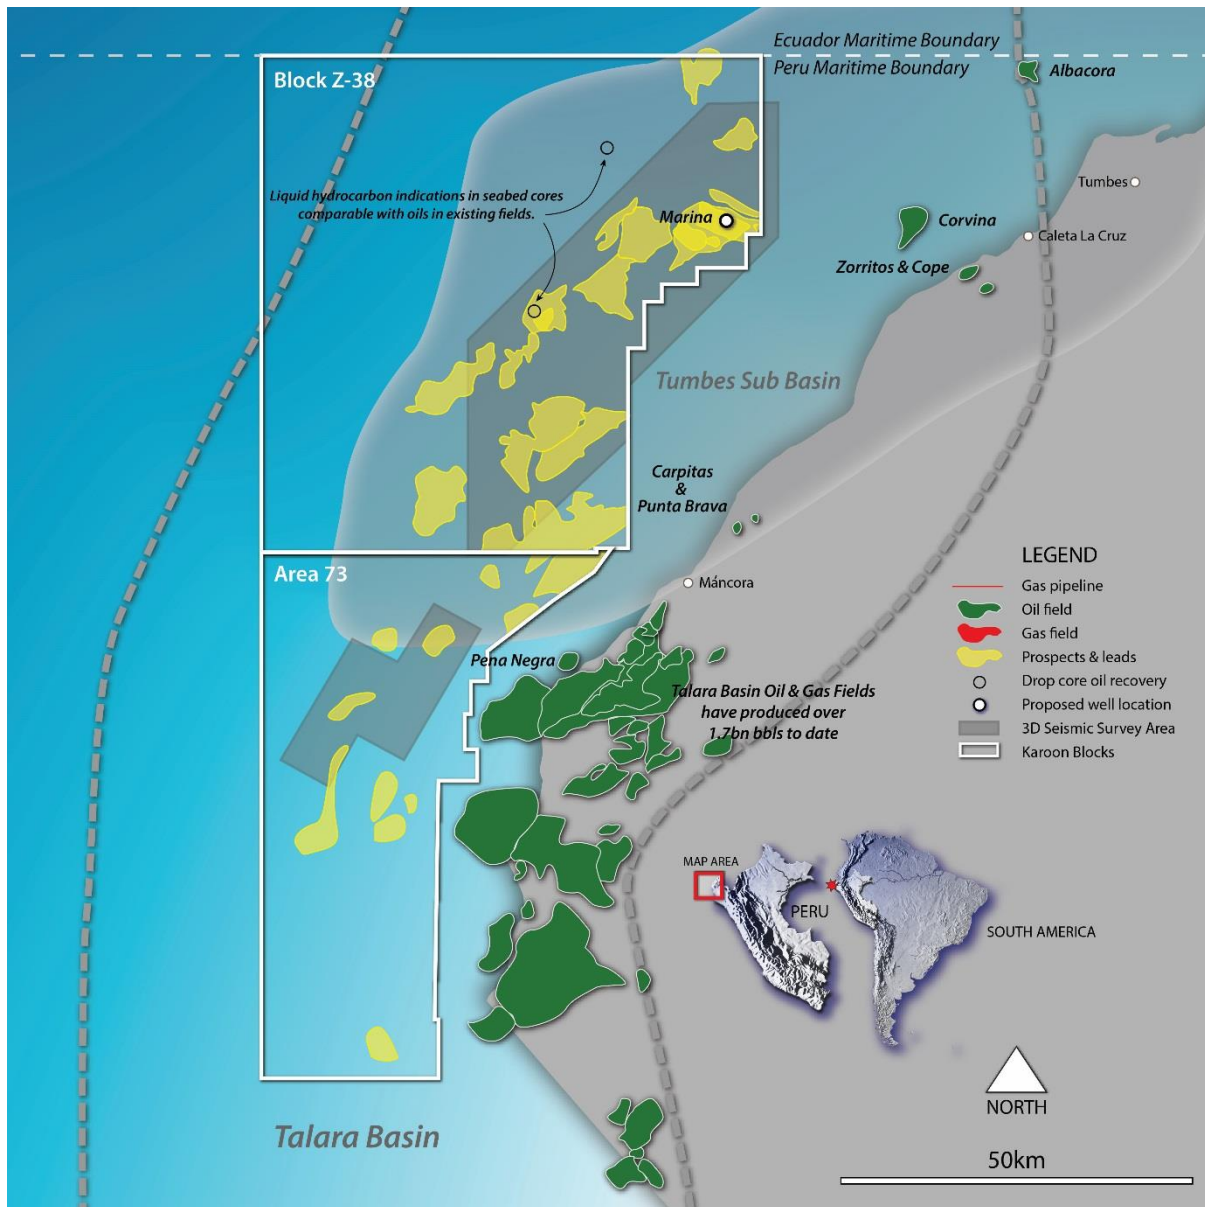 Ecuador Maritime Boundary
Peru Maritime Boundary
Albacora
Block Z-38
Tumbes
Liquid hydrocarbon indications in seabed cores
comparable with oils in existing fields.
Marina
Corvina
Caleta La Cruz
Zorritos & Cope
Tumbes Sub Basin
Carpitas
&
Punta Brava
Area 73
Máncora
Pena Negra
Talara Basin Oil & Gas Fields
have produced over
1.7bn bbls to date
LEGEND
Gas pipeline
Oil field
Gas field
Prospects & leads
Drop core oil recovery
Proposed well location
3D Seismic Survey Area
Karoon Blocks
MAP AREA
PERU
SOUTH AMERICA
NORTH
Talara Basin
50km